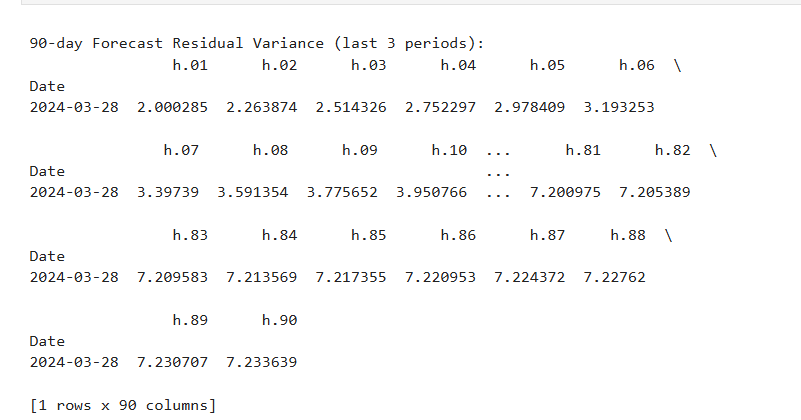 90-day Forecast Residual Variance (last 3 periods):
h.01 h.02 h.03 h.04 h.05 h.06 \
Date
2024-03-28 2.000285 2.263874 2.514326 2.752297 2.978409 3.193253
h.07 h.08 h.09 h.10 ... h.81 h.82 \
Date ...
2024-03-28 3.39739 3.591354 3.775652 3.950766 ... 7.200975 7.205389
h.83 h.84 h.85 h.86 h.87 h.88 \
Date
2024-03-28 7.209583 7.213569 7.217355 7.220953 7.224372 7.22762
h.89 h.90
Date
2024-03-28 7.230707 7.233639
[1 rows x 90 columns]